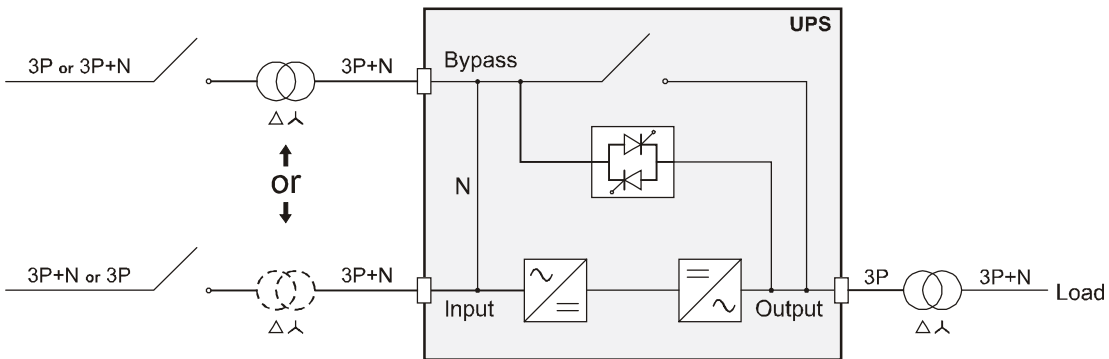 UPS
3P or 3P+N
3P+N
Bypass
or
N
3P+N or 3P
3P+N
Input
Output
3P
3P+N
Load